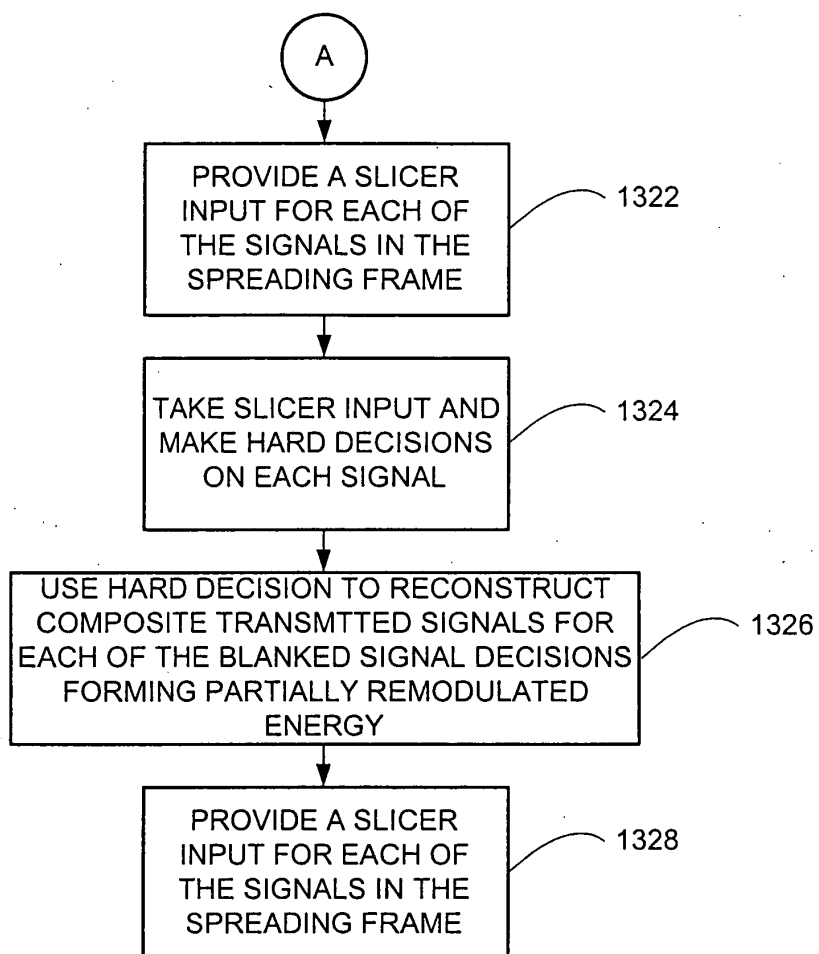 A
PROVIDE A SLICER
INPUT FOR EACH OF
THE SIGNALS IN THE
SPREADING FRAME
1322
TAKE SLICER INPUT AND
MAKE HARD DECISIONS
ON EACH SIGNAL
1324
USE HARD DECISION TO RECONSTRUCT
COMPOSITE TRANSMTTED SIGNALS FOR
EACH OF THE BLANKED SIGNAL DECISIONS
FORMING PARTIALLY REMODULATED
ENERGY
1326
PROVIDE A SLICER
INPUT FOR EACH OF
THE SIGNALS IN THE
SPREADING FRAME
1328